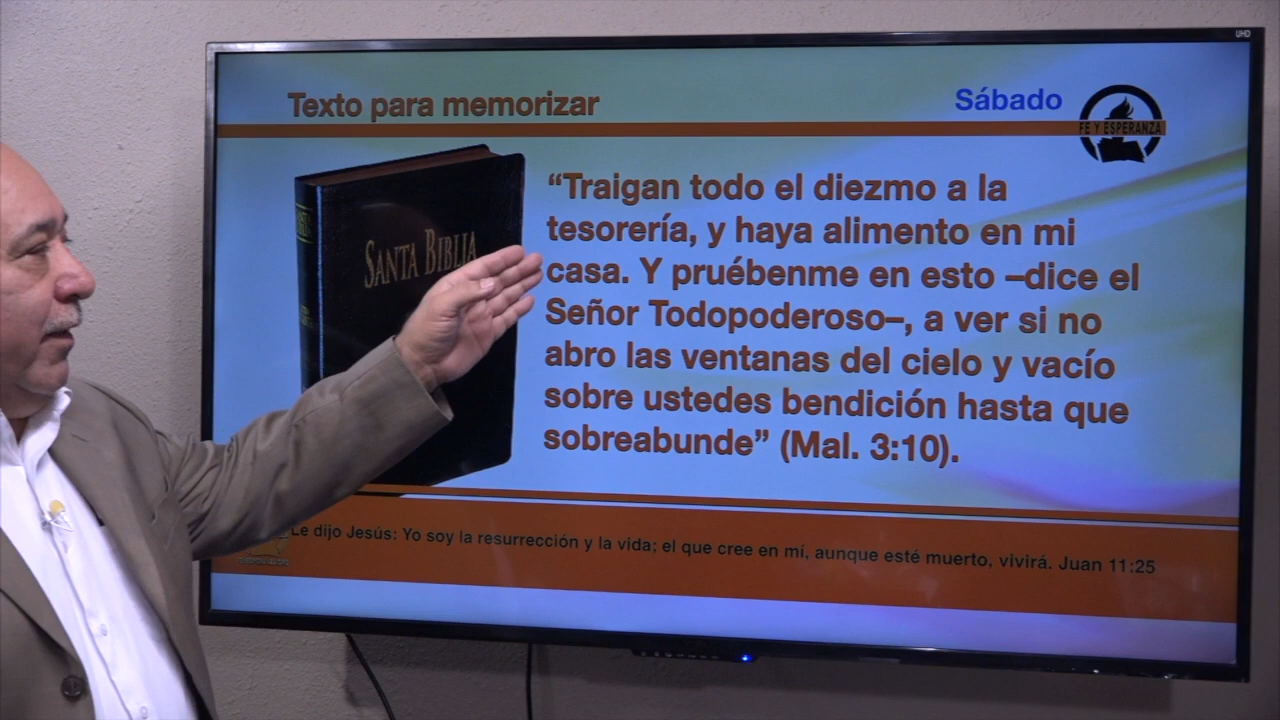 UHD
Texto para memorizar
Sábado
FE Y ESPERANZA
SANTA BIBLIA
“Traigan todo el diezmo a la
tesorería, y haya alimento en mi
casa. Y pruébenme en esto –dice el
Señor Todopoderoso–, a ver si no
abro las ventanas del cielo y vacío
sobre ustedes bendición hasta que
sobreabunde” (Mal. 3:10).
Le dijo Jesús: Yo soy la resurrección y la vida; el que cree en mí, aunque esté muerto, vivirá. Juan 11:25